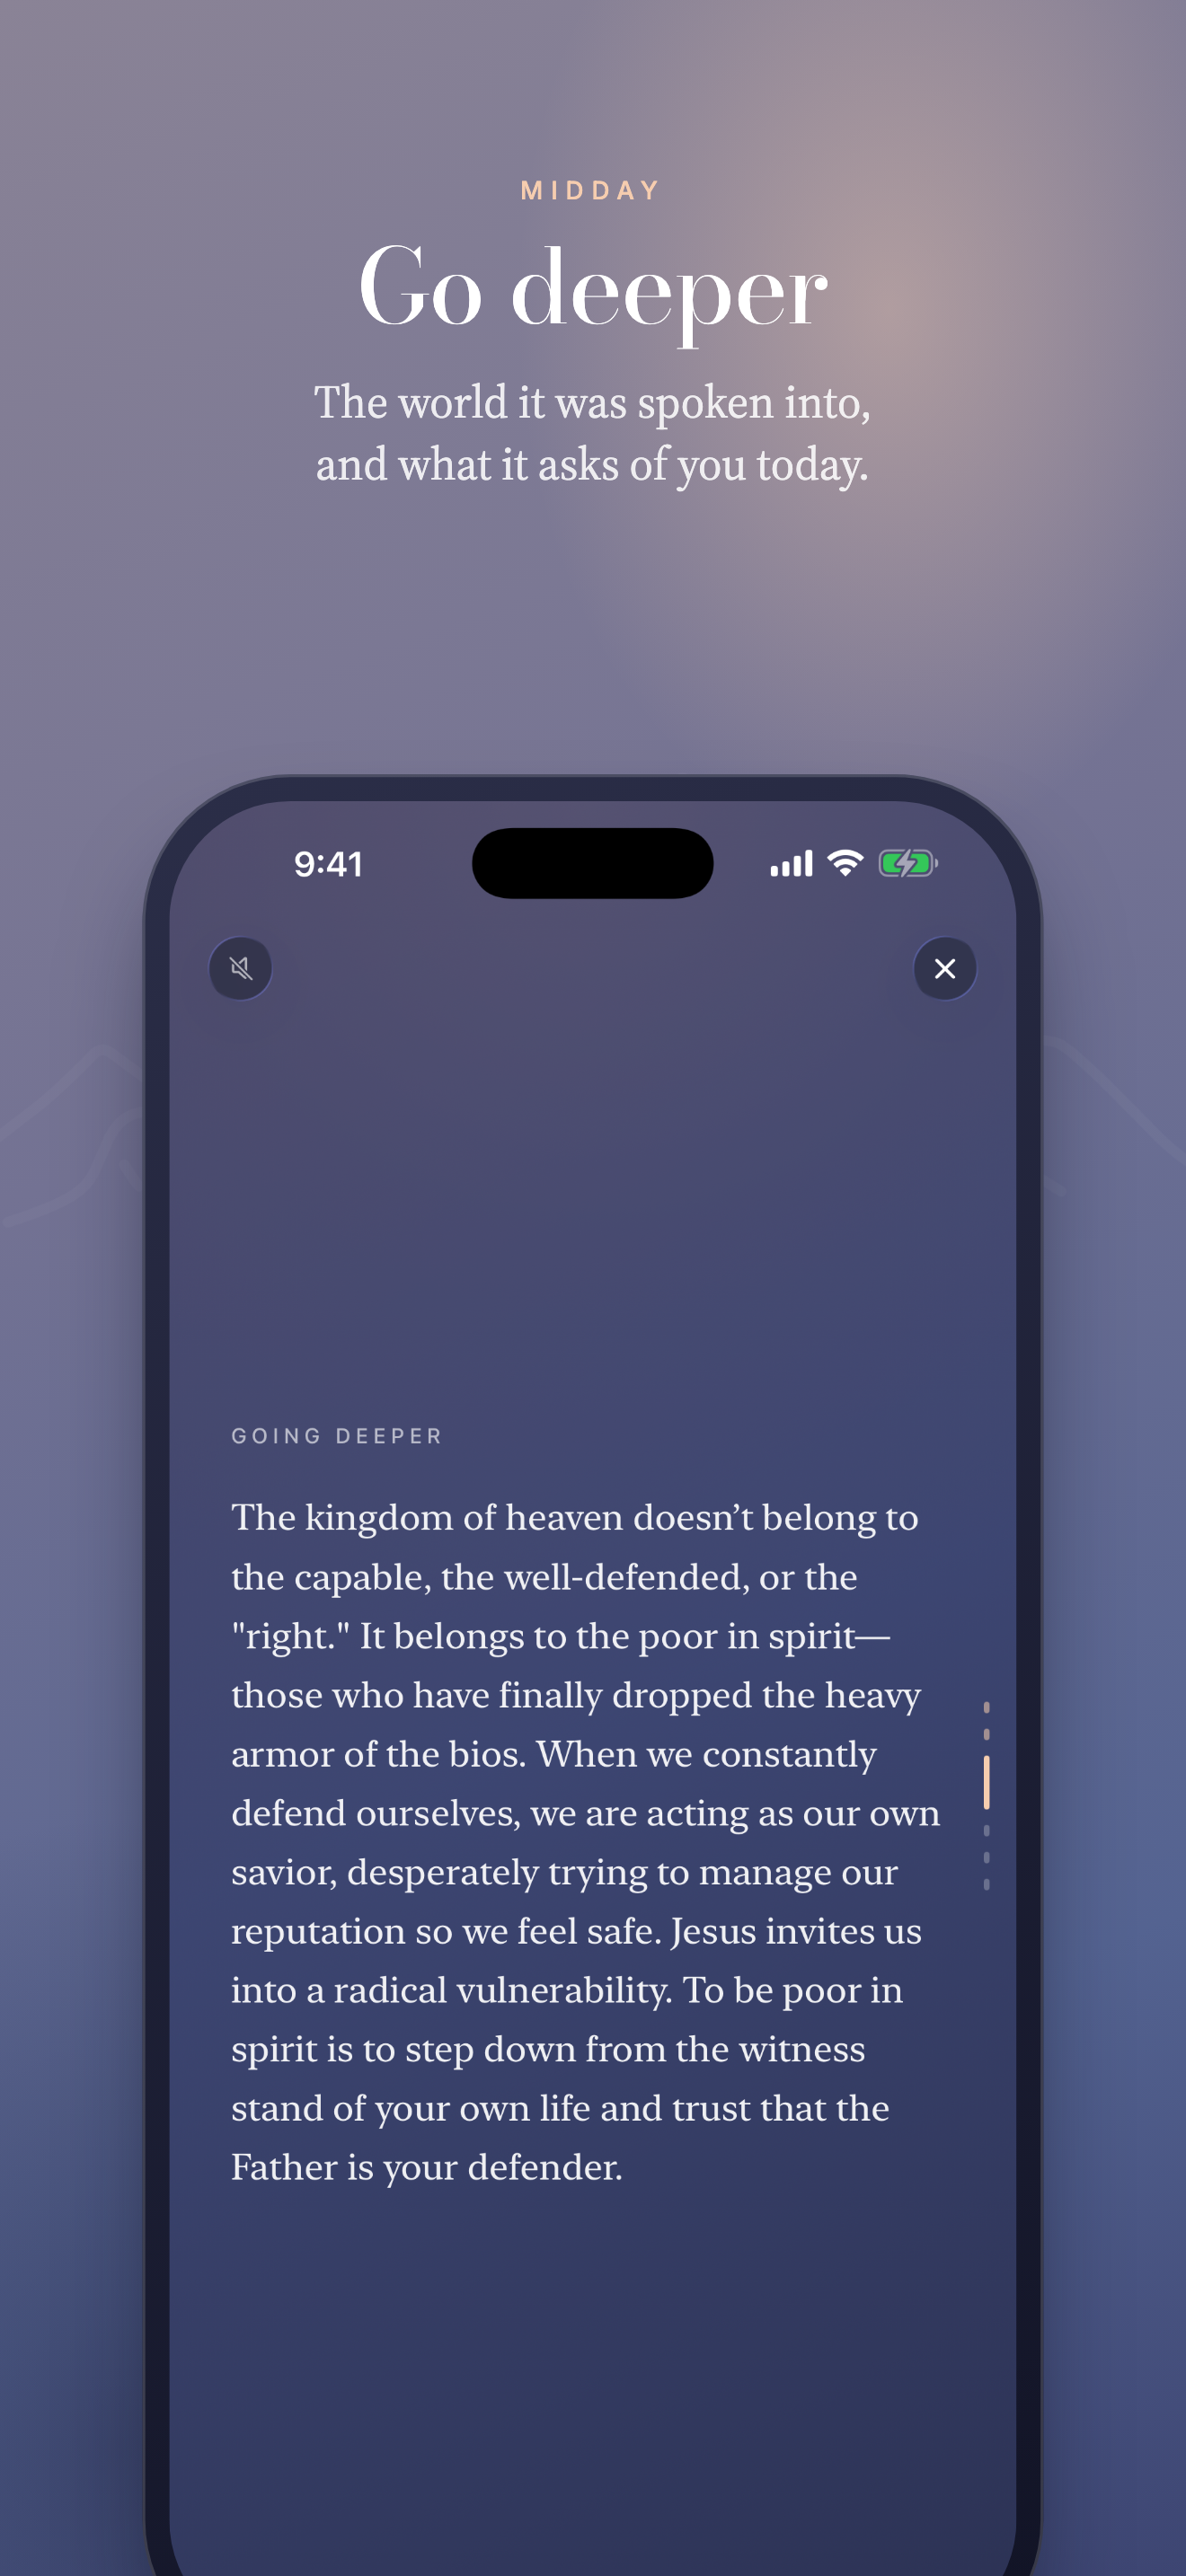 MIDDAY
Go deeper
The world it was spoken into,
and what it asks of you today.
9:41
GOING DEEPER
The kingdom of heaven doesn’t belong to
the capable, the well-defended, or the
"right." It belongs to the poor in spirit—
those who have finally dropped the heavy
armor of the bios. When we constantly
defend ourselves, we are acting as our own
savior, desperately trying to manage our
reputation so we feel safe. Jesus invites us
into a radical vulnerability. To be poor in
spirit is to step down from the witness
stand of your own life and trust that the
Father is your defender.